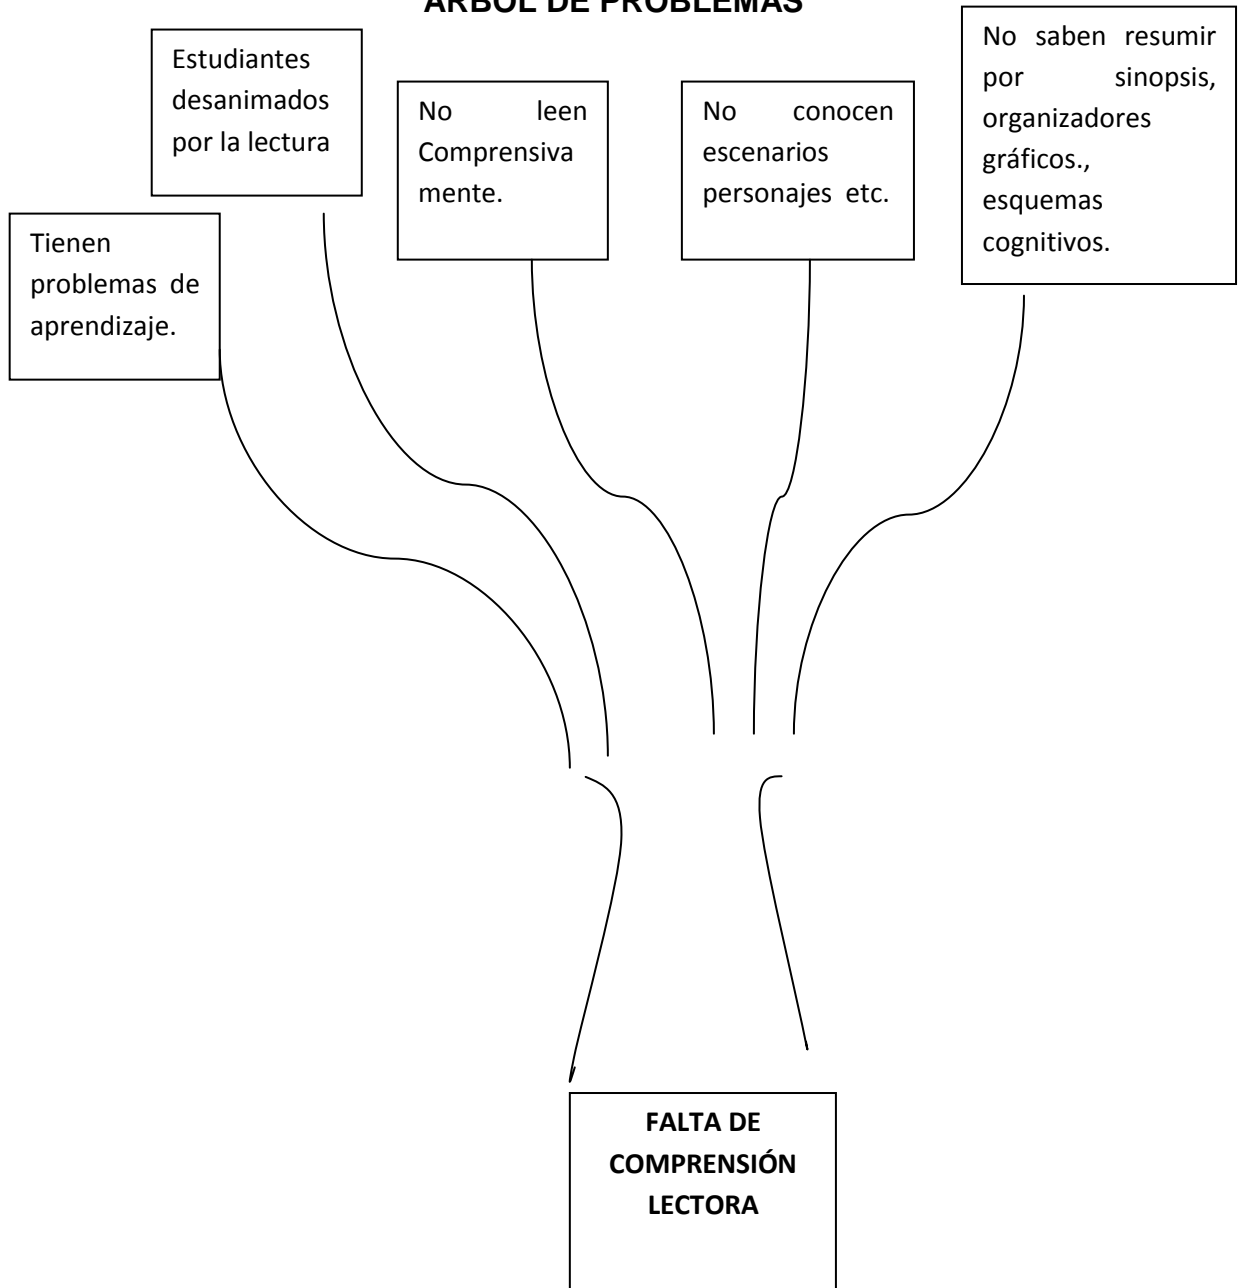 ÁRBOL DE PROBLEMAS
Estudiantes
desanimados
por la lectura
No leen
Comprensiva
mente.
No conocen
escenarios
personajes etc.
No saben resumir
por sinopsis,
organizadores
gráficos.,
esquemas
cognitivos.
Tienen
problemas de
aprendizaje.
FALTA DE
COMPRENSIÓN
LECTORA